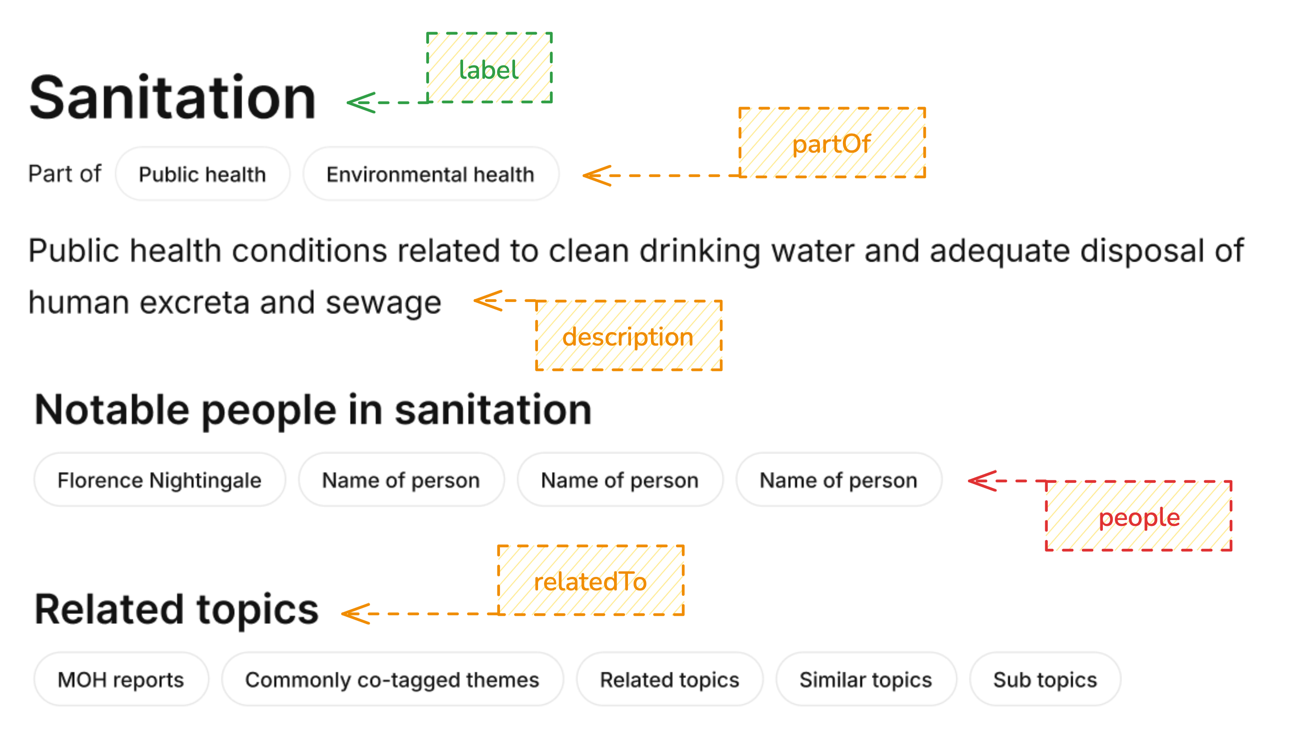 label
Sanitation
partOf
Part of Public health Environmental health
Public health conditions related to clean drinking water and adequate disposal of
human excreta and sewage
description
Notable people in sanitation
Florence Nightingale Name of person Name of person Name of person
people
relatedTo
Related topics
MOH reports Commonly co-tagged themes Related topics Similar topics Sub topics